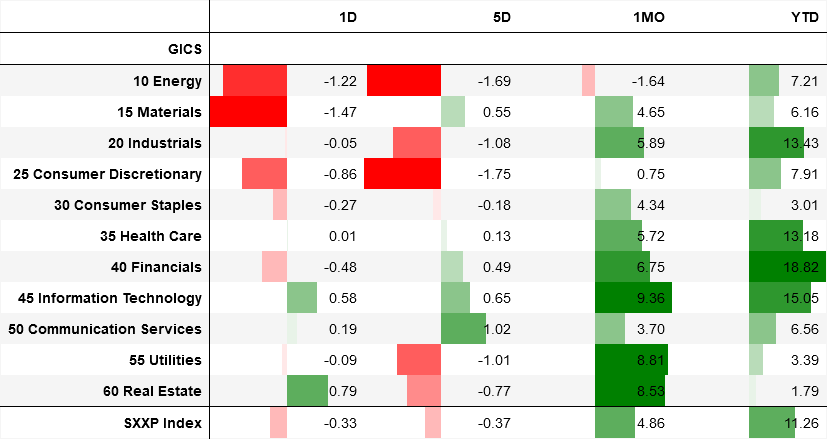 1D 5D 1MO YTD
GICS
10 Energy -1.22 -1.69 -1.64 7.21
15 Materials -1.47 0.55 4.65 6.16
20 Industrials -0.05 -1.08 5.89 13.43
25 Consumer Discretionary -0.86 -1.75 0.75 7.91
30 Consumer Staples -0.27 -0.18 4.34 3.01
35 Health Care 0.01 0.13 5.72 13.18
40 Financials -0.48 0.49 6.75 18.82
45 Information Technology 0.58 0.65 9.36 15.05
50 Communication Services 0.19 1.02 3.70 6.56
55 Utilities -0.09 -1.01 8.81 3.39
60 Real Estate 0.79 -0.77 8.53 1.79
SXXP Index -0.33 -0.37 4.86 11.26